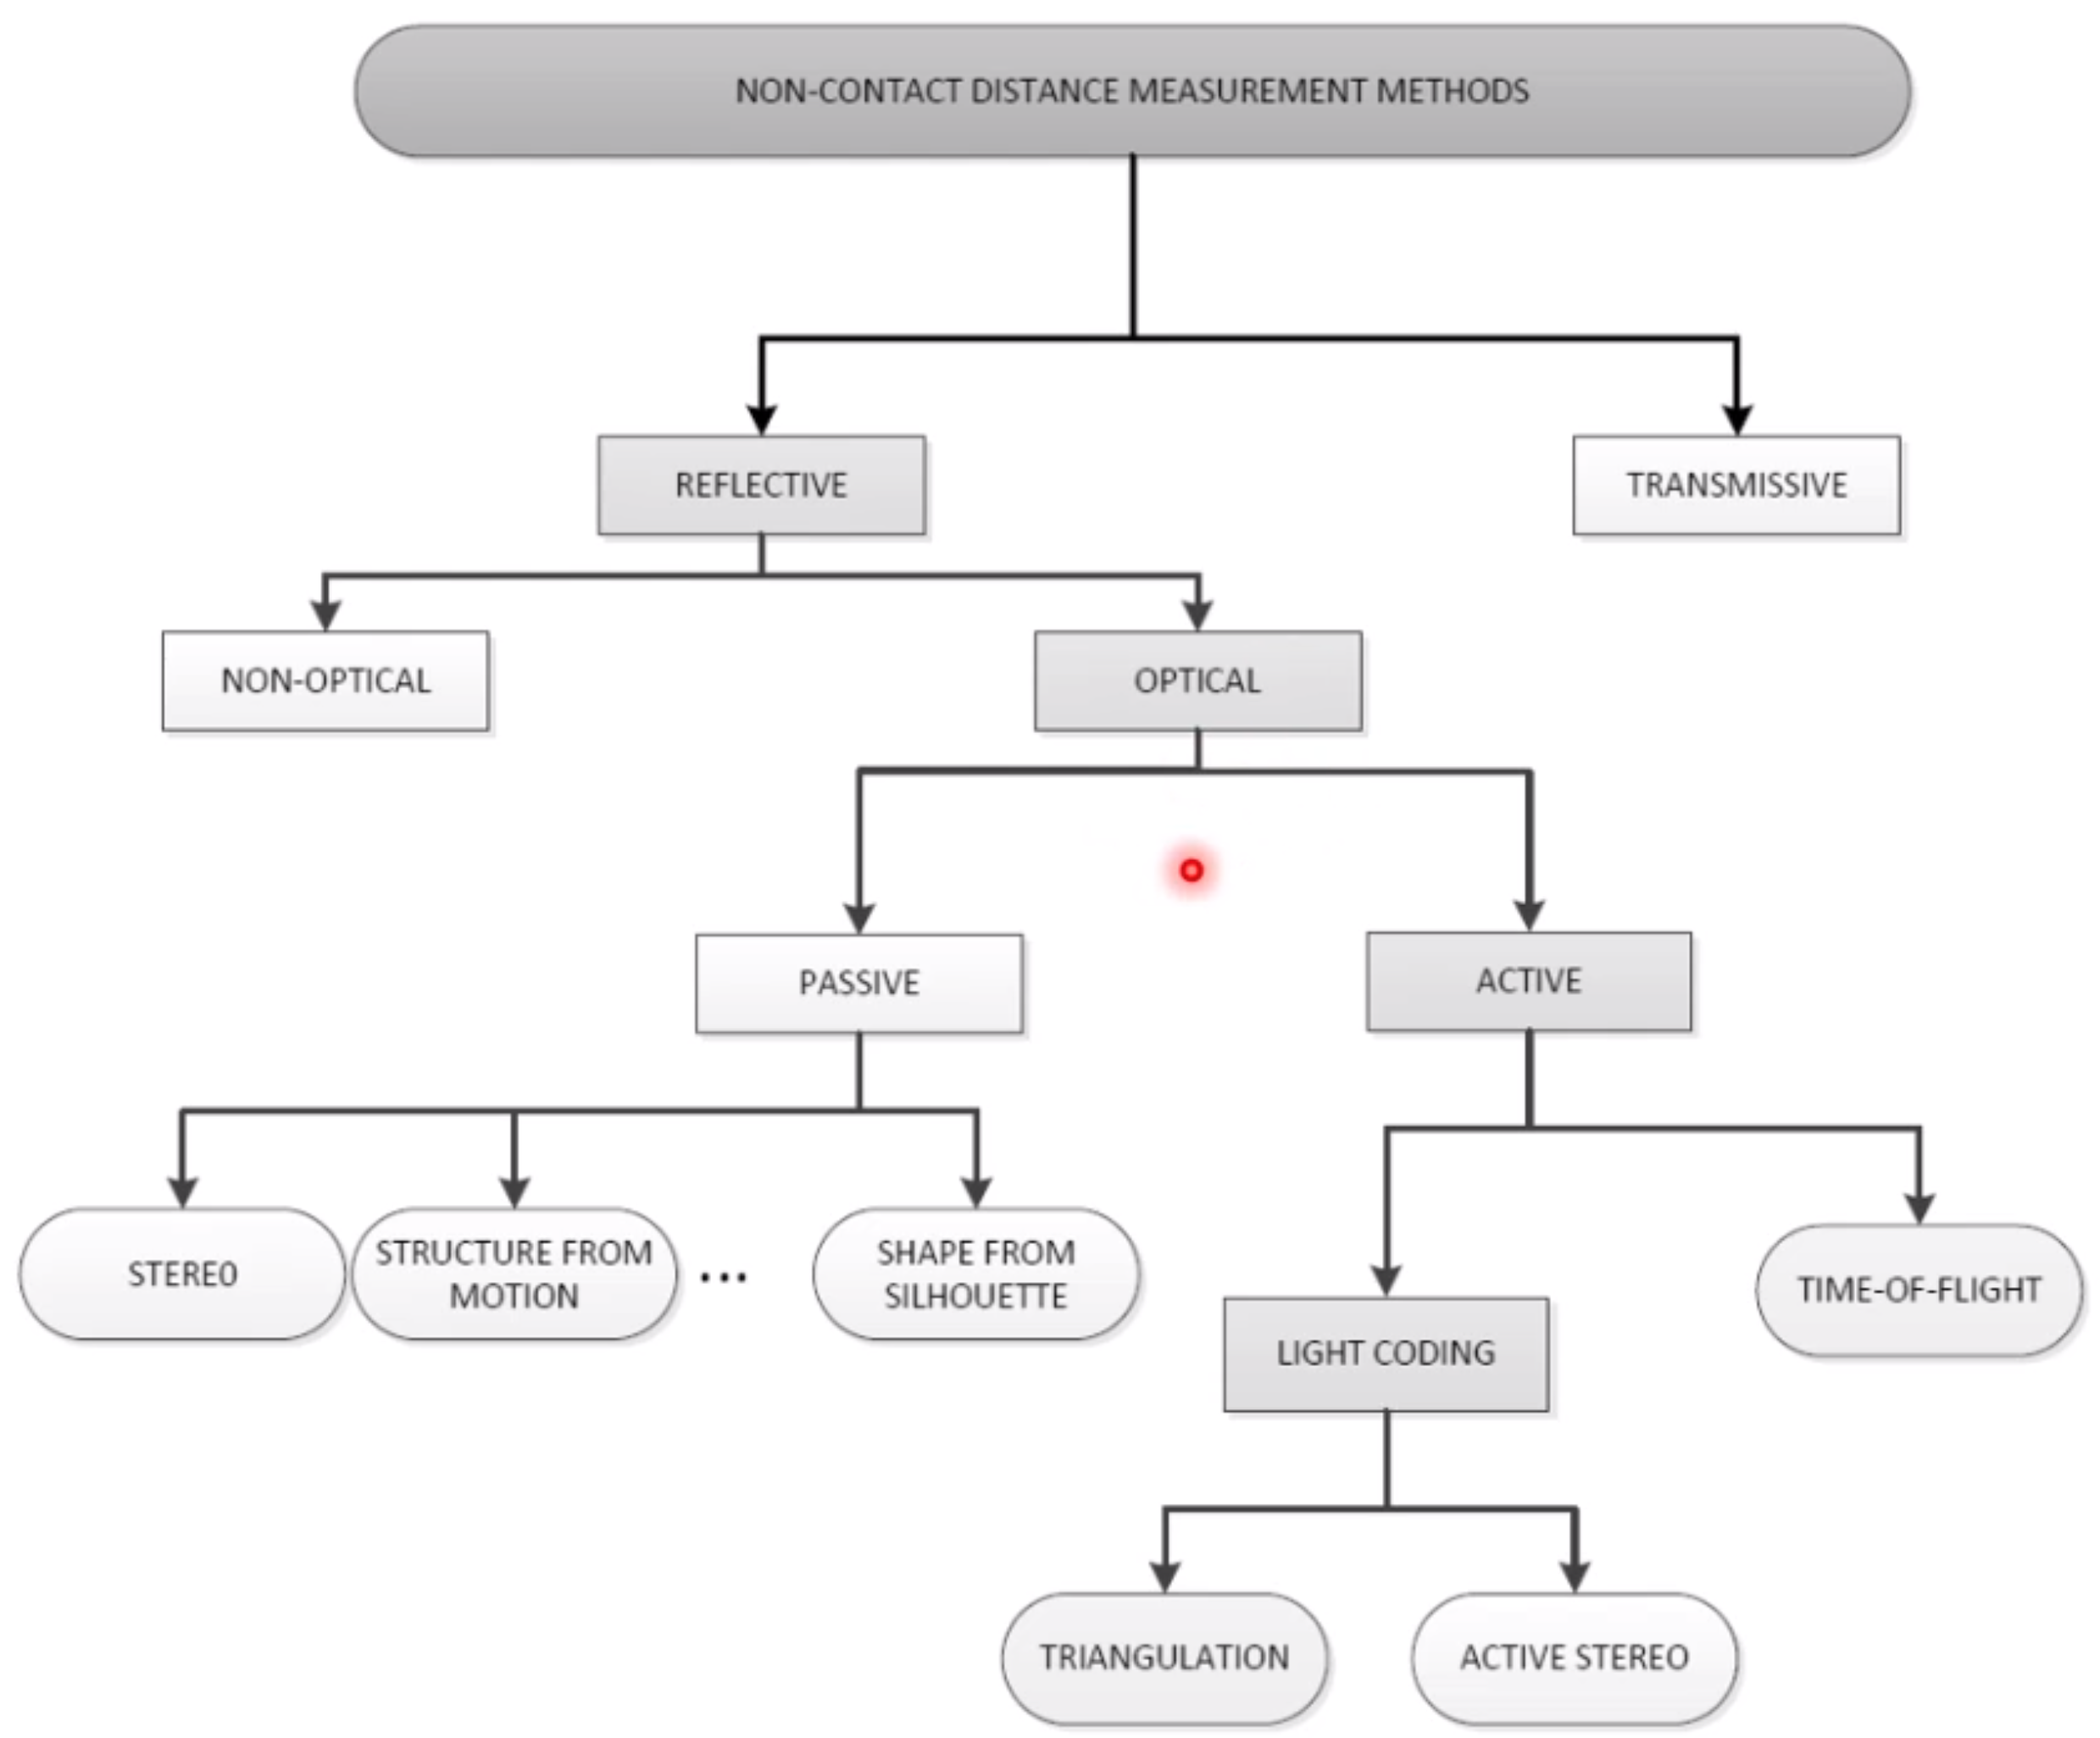 NON-CONTACT DISTANCE MEASUREMENT METHODS
REFLECTIVE
TRANSMISSIVE
NON-OPTICAL
OPTICAL
PASSIVE
ACTIVE
STEREO
STRUCTURE FROM
MOTION
...
SHAPE FROM
SILHOUETTE
TIME-OF-FLIGHT
LIGHT CODING
TRIANGULATION
ACTIVE STEREO